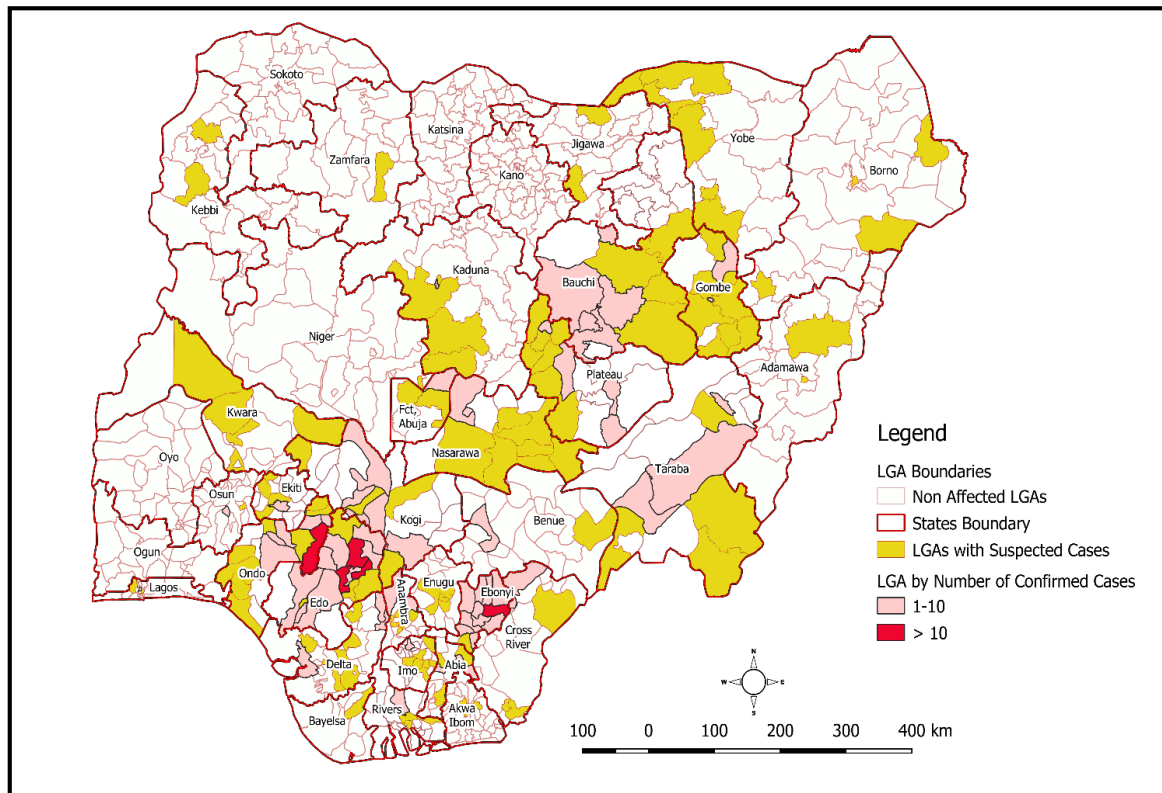 Sokoto
Katsina
Jigawa
Yobe
Zamfara
Kano
Borno
Kebbi
Kaduna
Bauchi
Gombe
Niger
Plateau
Adamawa
Fct,
Abuja
Kwara
Nasarawa
Taraba
Oyo
Osun
Ekiti
Kogi
Benue
Ogun
Ondo
Lagos
Edo
Anambra
Enugu
Ebonyi
Cross
River
Delta
Imo
Abia
Bayelsa
Rivers
Akwa
Ibom
Legend
LGA Boundaries
Non Affected LGAs
States Boundary
LGAs with Suspected Cases
LGA by Number of Confirmed Cases
1-10
> 10
N
W
E
S
100 0 100 200 300 400 km